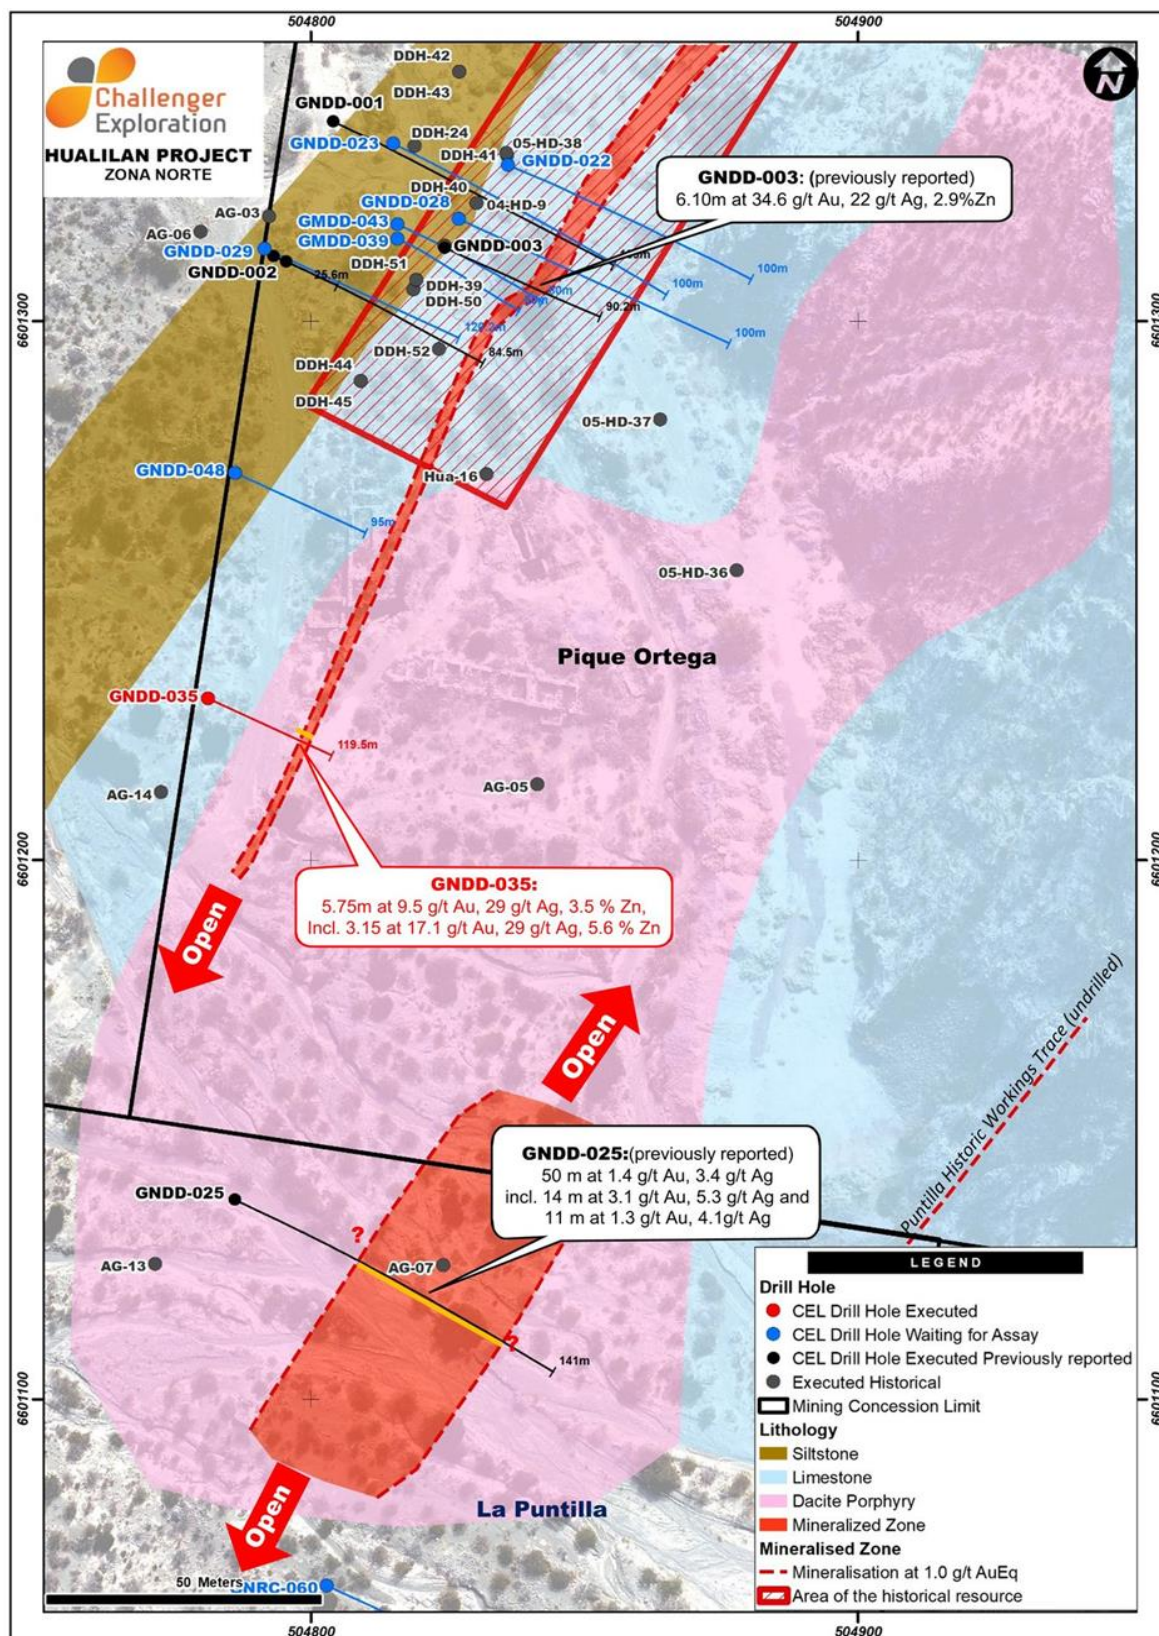 504800
504900
Challenger
Exploration
HUALILAN PROJECT
ZONA NORTE
N
DDH-42
DDH-43
GNDD-001
GNDD-023
DDH-24
DDH-41
05-HD-38
GNDD-022
DDH-40
GNDD-028
04-HD-9
GMDD-043
GMDD-039
GNDD-003
AG-03
AG-06
GNDD-029
GNDD-002
25.6m
DDH-51
DDH-39
DDH-50
100m
100m
90.2m
100m
84.5m
DDH-52
DDH-44
DDH-45
GNDD-003: (previously reported)
6.10m at 34.6 g/t Au, 22 g/t Ag, 2.9%Zn
6601300
6601300
05-HD-37
Hua-16
GNDD-048
95m
05-HD-36
Pique Ortega
GNDD-035
119.5m
AG-14
AG-05
6601200
6601200
GNDD-035:
5.75m at 9.5 g/t Au, 29 g/t Ag, 3.5 % Zn,
Incl. 3.15 at 17.1 g/t Au, 29 g/t Ag, 5.6 % Zn
Open
Open
Puntilla Historic Workings Trace (undrilled)
GNDD-025:(previously reported)
50 m at 1.4 g/t Au, 3.4 g/t Ag
incl. 14 m at 3.1 g/t Au, 5.3 g/t Ag and
11 m at 1.3 g/t Au, 4.1g/t Ag
GNDD-025
?
AG-13
AG-07
?
141m
6601100
6601100
Open
La Puntilla
50 Meters
GNRC-060
LEGEND
Drill Hole
CEL Drill Hole Executed
CEL Drill Hole Waiting for Assay
CEL Drill Hole Executed Previously reported
Executed Historical
Mining Concession Limit
Lithology
Siltstone
Limestone
Dacite Porphyry
Mineralized Zone
Mineralised Zone
Mineralisation at 1.0 g/t AuEq
Area of the historical resource
504800
504900